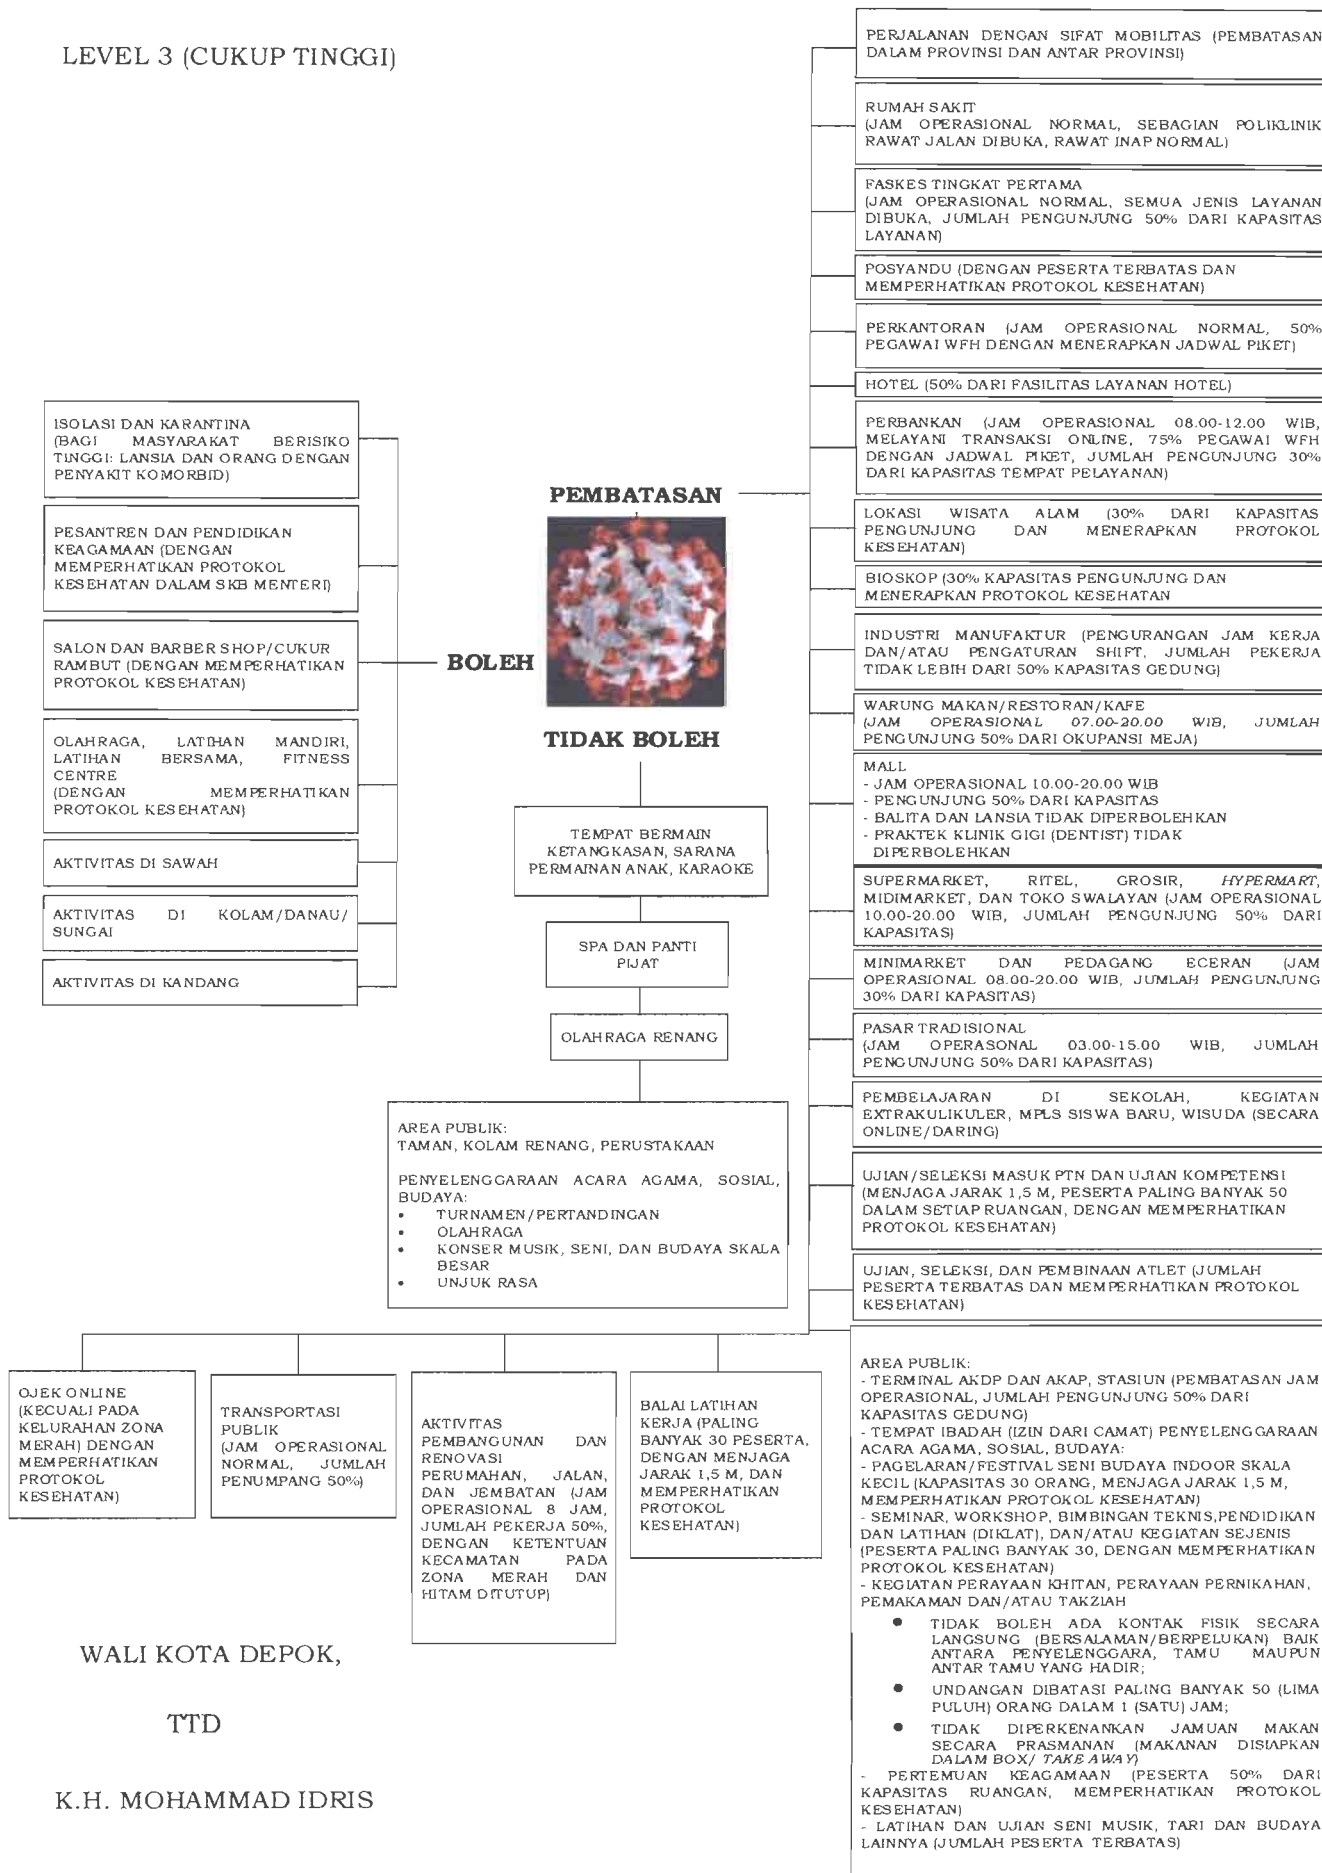 LEVEL 3 (CUKUP TINGGI)
PERJALANAN DENGAN SIFAT MOBILITAS (PEMBATASAN
DALAM PROVINSI DAN ANTAR PROVINSI)
RUMAH SAKIT
(JAM OPERASIONAL NORMAL, SEBAGIAN POLIKLINIK
RAWAT JALAN DIBUKA, RAWAT INAP NORMAL)
FASKES TINGKAT PERTAMA
(JAM OPERASIONAL NORMAL, SEMUA JENIS LAYANAN
DIBUKA, JUMLAH PENGUNJUNG 50% DARI KAPASITAS
LAYANAN)
POSYANDU (DENGAN PESERTA TERBATAS DAN
MEMPERHATIKAN PROTOKOL KESEHATAN)
PERKANTORAN (JAM OPERASIONAL NORMAL, 50%
PEGAWAI WFH DENGAN MENERAPKAN JADWAL PIKET)
HOTEL (50% DARI FASILITAS LAYANAN HOTEL)
PERBANKAN (JAM OPERASIONAL 08.00-12.00 WIB,
MELAYANI TRANSAKSI ONLINE, 75% PEGAWAI WFH
DENGAN JADWAL PIKET, JUMLAH PENGUNJUNG 30%
DARI KAPASITAS TEMPAT PELAYANAN)
LOKASI WISATA ALAM (30% DARI KAPASITAS
PENGUNJUNG DAN MENERAPKAN PROTOKOL
KESEHATAN)
BIOSKOP (30% KAPASITAS PENGUNJUNG DAN
MENERAPKAN PROTOKOL KESEHATAN
INDUSTRI MANUFAKTUR (PENGURANGAN JAM KERJA
DAN/ATAU PENGATURAN SHIFT, JUMLAH PEKERJA
TIDAK LEBIH DARI 50% KAPASITAS GEDUNG)
WARUNG MAKAN/RESTORAN/KAFE
(JAM OPERASIONAL 07.00-20.00 WIB, JUMLAH
PENGUNJUNG 50% DARI OKUPANSI MEJA)
MALL
- JAM OPERASIONAL 10.00-20.00 WIB
- PENGUNJUNG 50% DARI KAPASITAS
- BALITA DAN LANSIA TIDAK DIPERBOLEHKAN
- PRAKTEK KLINIK GIGI (DENTIST) TIDAK
DIPERBOLEHKAN
SUPERMARKET, RITEL, GROSIR, HYPERMART,
MIDIMARKET, DAN TOKO SWALAYAN (JAM OPERASIONAL
10.00-20.00 WIB, JUMLAH PENGUNJUNG 50% DARI
KAPASITAS)
MINIMARKET DAN PEDAGANG ECERAN (JAM
OPERASIONAL 08.00-20.00 WIB, JUMLAH PENGUNJUNG
30% DARI KAPASITAS)
PASAR TRADISIONAL
(JAM OPERASONAL 03.00-15.00 WIB, JUMLAH
PENGUNJUNG 50% DARI KAPASITAS)
PEMBELAJARAN DI SEKOLAH, KEGIATAN
EXTRAKULIKULER, MPLS SISWA BARU, WISUDA (SECARA
ONLINE/DARING)
UJIAN/SELEKSI MASUK PTN DAN UJIAN KOMPETENSI
(MENJAGA JARAK 1,5 M, PESERTA PALING BANYAK 50
DALAM SETIAP RUANGAN, DENGAN MEMPERHATIKAN
PROTOKOL KESEHATAN)
UJIAN, SELEKSI, DAN PEMBINAAN ATLET (JUMLAH
PESERTA TERBATAS DAN MEMPERHATIKAN PROTOKOL
KESEHATAN)
AREA PUBLIK:
- TERMINAL AKDP DAN AKAP, STASIUN (PEMBATASAN JAM
OPERASIONAL, JUMLAH PENGUNJUNG 50% DARI
KAPASITAS GEDUNG)
- TEMPAT IBADAH (IZIN DARI CAMAT) PENYELENGGARAAN
ACARA AGAMA, SOSIAL, BUDAYA:
- PAGELARAN/FESTIVAL SENI BUDAYA INDOOR SKALA
KECIL (KAPASITAS 30 ORANG, MENJAGA JARAK 1,5 M,
MEMPERHATIKAN PROTOKOL KESEHATAN)
- SEMINAR, WORKSHOP, BIMBINGAN TEKNIS,PENDIDIKAN
DAN LATIHAN (DIKLAT), DAN/ATAU KEGIATAN SEJENIS
(PESERTA PALING BANYAK 30, DENGAN MEMPERHATIKAN
PROTOKOL KESEHATAN)
- KEGIATAN PERAYAAN KHITAN, PERAYAAN PERNIKAHAN,
PEMAKAMAN DAN/ATAU TAKZIAH
• TIDAK BOLEH ADA KONTAK FISIK SECARA
LANGSUNG (BERSALAMAN/BERPELUKAN) BAIK
ANTARA PENYELENGGARA, TAMU MAUPUN
ANTAR TAMU YANG HADIR;
• UNDANGAN DIBATASI PALING BANYAK 50 (LIMA
PULUH) ORANG DALAM 1 (SATU) JAM;
• TIDAK DIPERKENANKAN JAMUAN MAKAN
SECARA PRASMANAN (MAKANAN DISIAPKAN
DALAM BOX/ TAKE AWAY)
- PERTEMUAN KEAGAMAAN (PESERTA 50% DARI
KAPASITAS RUANGAN, MEMPERHATIKAN PROTOKOL
KESEHATAN)
- LATIHAN DAN UJIAN SENI MUSIK, TARI DAN BUDAYA
LAINNYA (JUMLAH PESERTA TERBATAS)
ISOLASI DAN KARANTINA
(BAGI MASYARAKAT BERISIKO
TINGGI: LANSIA DAN ORANG DENGAN
PENYAKIT KOMORBID)
PESANTREN DAN PENDIDIKAN
KEAGAMAAN (DENGAN
MEMPERHATIKAN PROTOKOL
KESEHATAN DALAM SKB MENTERI)
SALON DAN BARBER SHOP/CUKUR
RAMBUT (DENGAN MEMPERHATIKAN
PROTOKOL KESEHATAN)
OLAHRAGA, LATIHAN MANDIRI,
LATIHAN BERSAMA, FITNESS
CENTRE
(DENGAN MEMPERHATIKAN
PROTOKOL KESEHATAN)
AKTIVITAS DI SAWAH
AKTIVITAS DI KOLAM/DANAU/
SUNGAI
AKTIVITAS DI KANDANG
PEMBATASAN
BOLEH
TIDAK BOLEH
TEMPAT BERMAIN
KETANGKASAN, SARANA
PERMAINAN ANAK, KARAOKE
SPA DAN PANTI
PIJAT
OLAHRAGA RENANG
AREA PUBLIK:
TAMAN, KOLAM RENANG, PERUSTAKAAN
PENYELENGGARAAN ACARA AGAMA, SOSIAL,
BUDAYA:
• TURNAMEN/PERTANDINGAN
• OLAHRAGA
• KONSER MUSIK, SENI, DAN BUDAYA SKALA
BESAR
• UNJUK RASA
OJEK ONLINE
(KECUALI PADA
KELURAHAN ZONA
MERAH) DENGAN
MEMPERHATIKAN
PROTOKOL
KESEHATAN)
TRANSPORTASI
PUBLIK
(JAM OPERASIONAL
NORMAL, JUMLAH
PENUMPANG 50%)
AKTIVITAS
PEMBANGUNAN DAN
RENOVASI
PERUMAHAN, JALAN,
DAN JEMBATAN (JAM
OPERASIONAL 8 JAM,
JUMLAH PEKERJA 50%,
DENGAN KETENTUAN
KECAMATAN PADA
ZONA MERAH DAN
HITAM DITUTUP)
BALAI LATIHAN
KERJA (PALING
BANYAK 30 PESERTA,
DENGAN MENJAGA
JARAK 1,5 M, DAN
MEMPERHATIKAN
PROTOKOL
KESEHATAN)
WALI KOTA DEPOK,
TTD
K.H. MOHAMMAD IDRIS